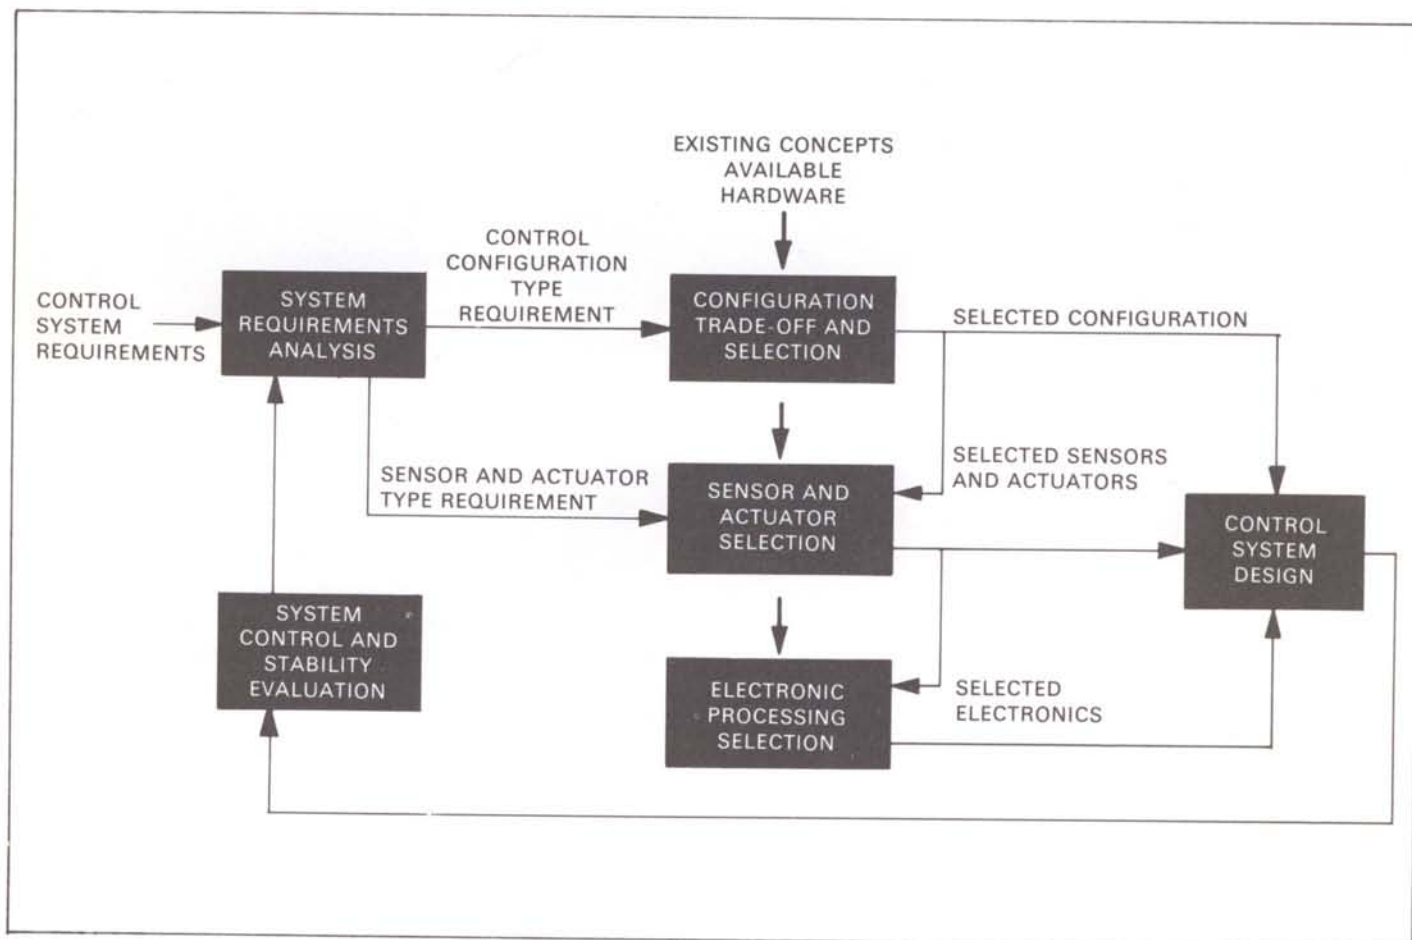 EXISTING CONCEPTS
AVAILABLE
HARDWARE
CONTROL
CONFIGURATION
TYPE
REQUIREMENT
CONTROL
SYSTEM
REQUIREMENTS
SYSTEM
REQUIREMENTS
ANALYSIS
CONFIGURATION
TRADE-OFF AND
SELECTION
SELECTED CONFIGURATION
SENSOR AND ACTUATOR
TYPE REQUIREMENT
SENSOR AND
ACTUATOR
SELECTION
SELECTED SENSORS
AND ACTUATORS
CONTROL
SYSTEM
DESIGN
SYSTEM
CONTROL AND
STABILITY
EVALUATION
ELECTRONIC
PROCESSING
SELECTION
SELECTED
ELECTRONICS